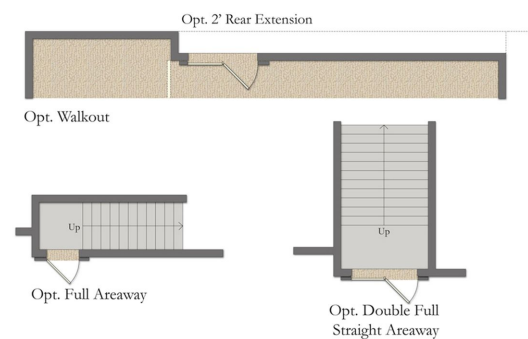 Opt. 2' Rear Extension
Opt. Walkout
Up
Opt. Full Areaway
Up
Opt. Double Full
Straight Areaway